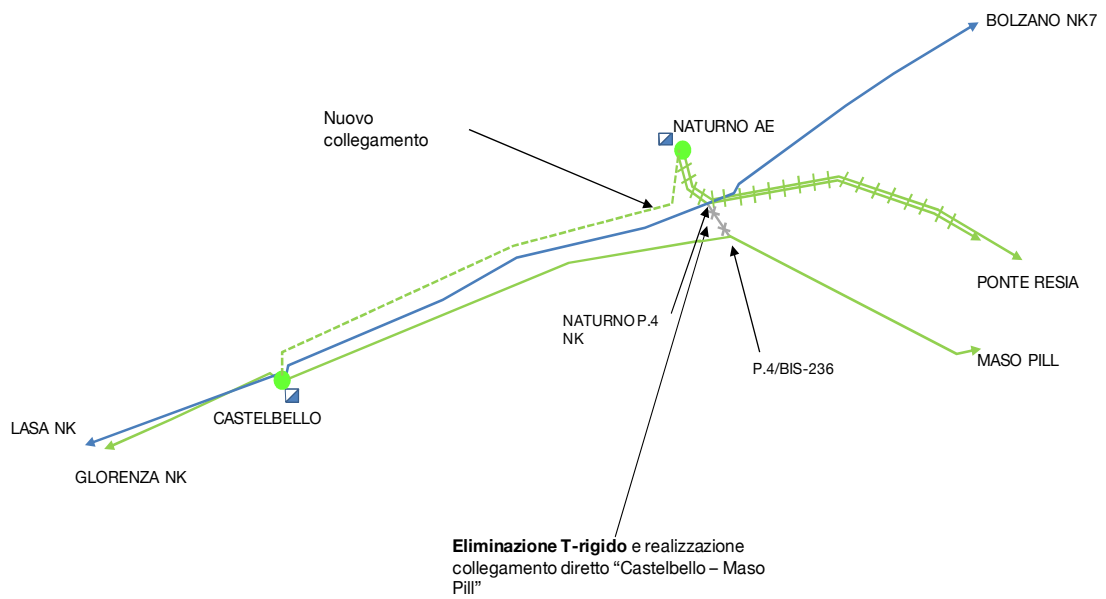 BOLZANO NK7
Nuovo
collegamento
NATURNO AE
PONTE RESIA
NATURNO P.4
NK
P.4/BIS-236
MASO PILL
CASTELBELLO
LASA NK
GLORENZA NK
Eliminazione T-rigido e realizzazione
collegamento diretto “Castelbello – Maso
Pill”